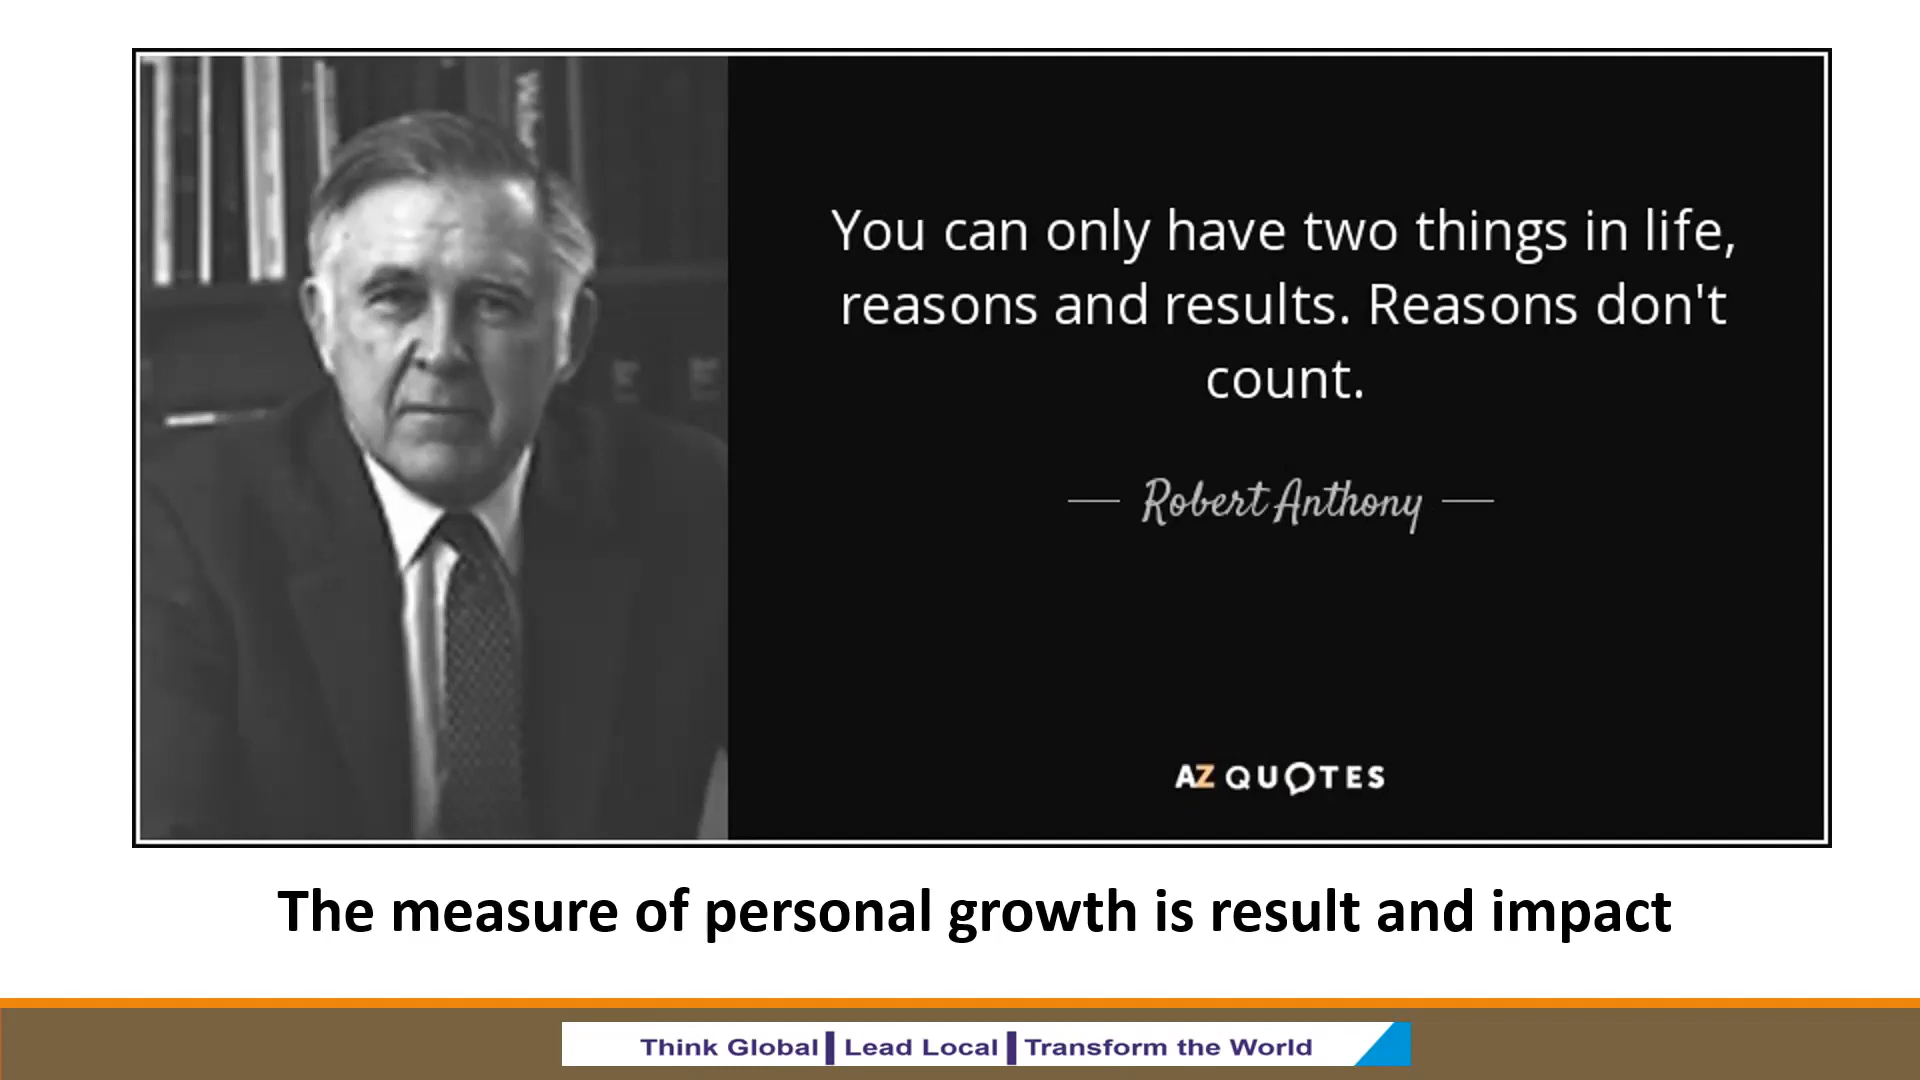 You can only have two things in life,
reasons and results. Reasons don't
count.
Robert Anthony
AZ QUOTES
The measure of personal growth is result and impact
Think Global Lead Local Transform the World